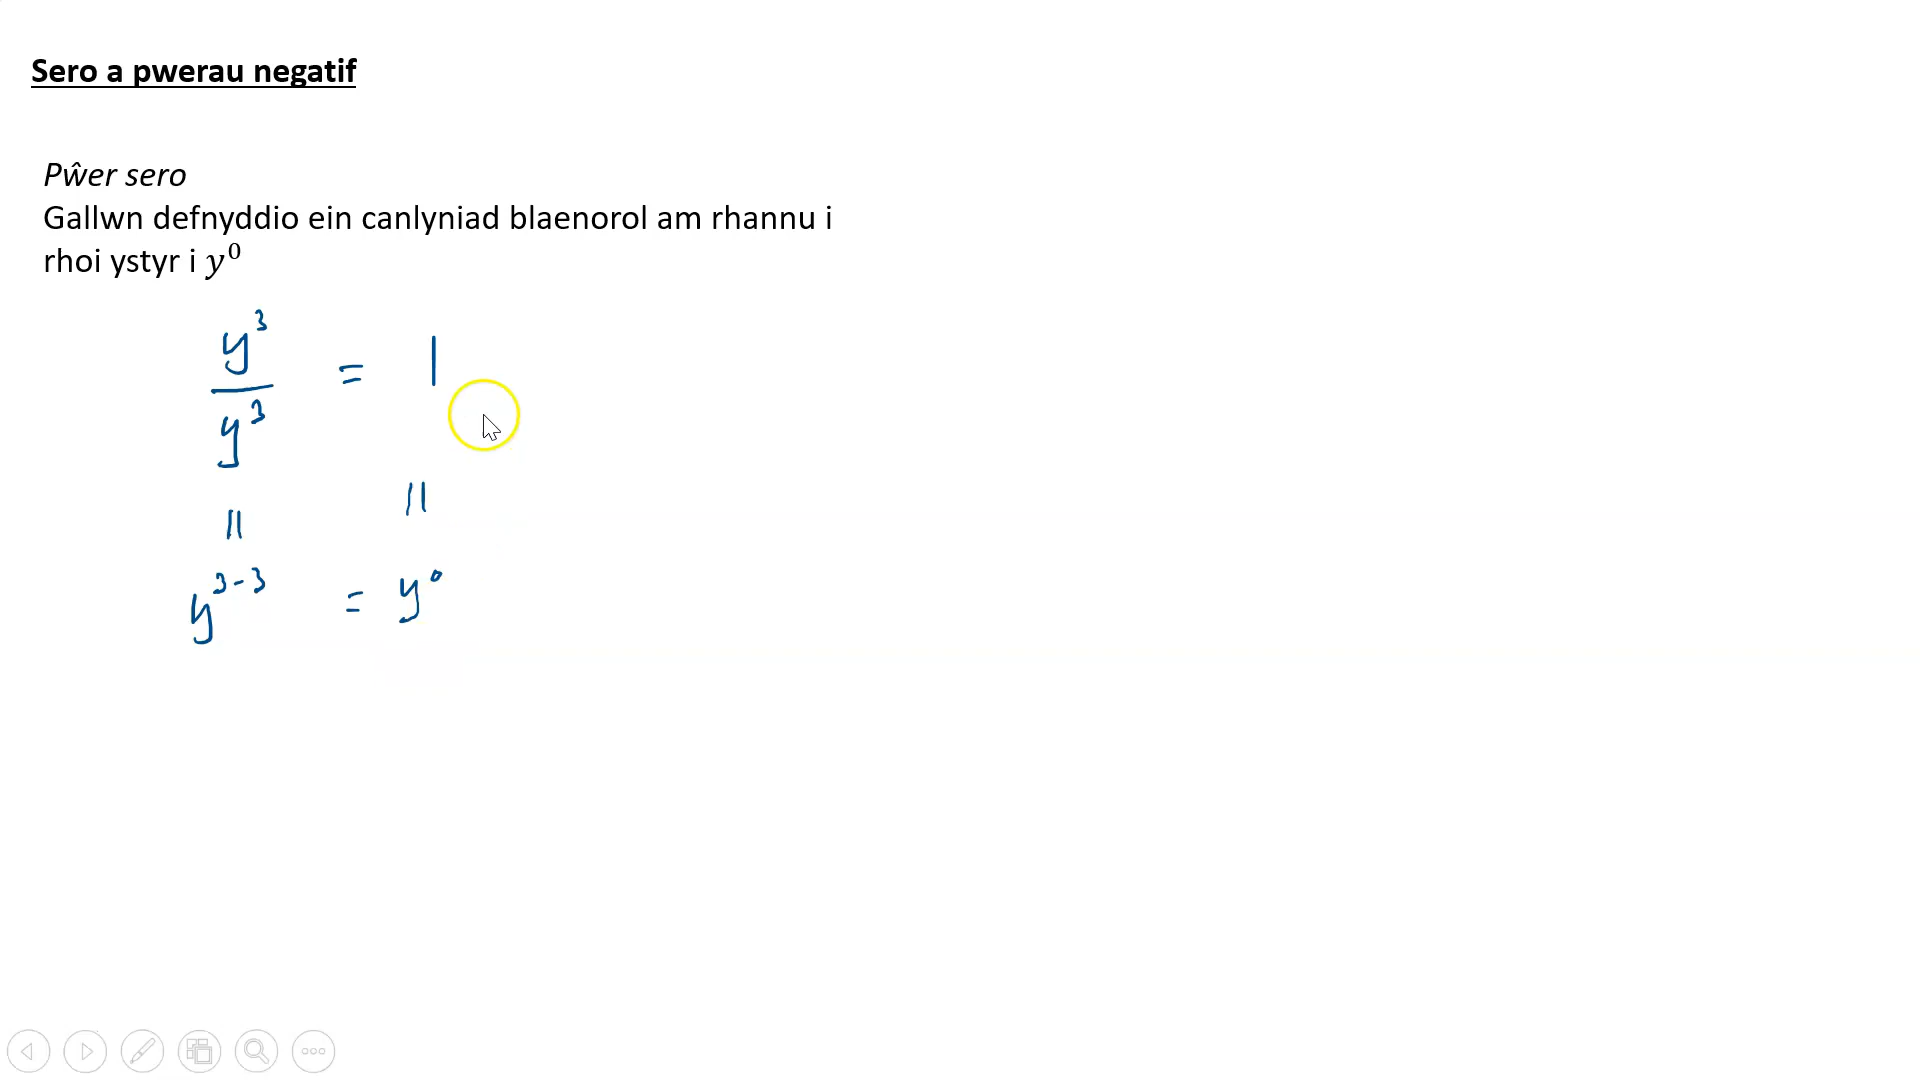 Sero a pwerau negatif
Pŵer sero
Gallwn defnyddio ein canlyniad blaenorol am rhannu i
rhoi ystyr i y⁰
y³
y³ = 1
|| ||
y³⁻³ = y⁰